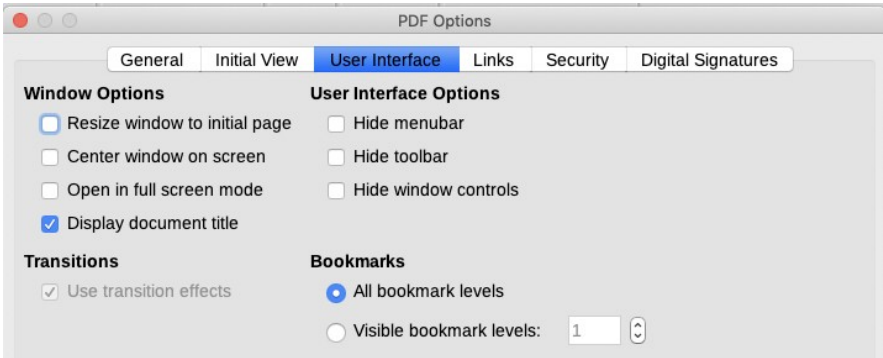 PDF Options
General Initial View User Interface Links Security Digital Signatures
Window Options
Resize window to initial page
Center window on screen
Open in full screen mode
Display document title
User Interface Options
Hide menubar
Hide toolbar
Hide window controls
Transitions
Use transition effects
Bookmarks
All bookmark levels
Visible bookmark levels: 1